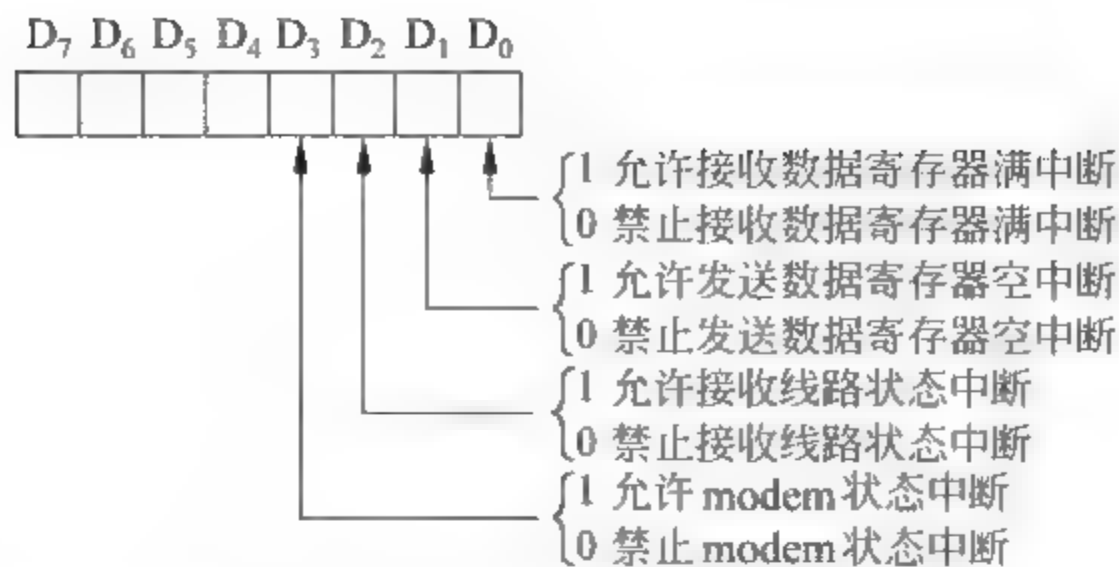 D7 D6 D5 D4 D3 D2 D1 D0
1 允许接收数据寄存器满中断
0 禁止接收数据寄存器满中断
1 允许发送数据寄存器空中断
0 禁止发送数据寄存器空中断
1 允许接收线路状态中断
0 禁止接收线路状态中断
1 允许 modem 状态中断
0 禁止 modem 状态中断